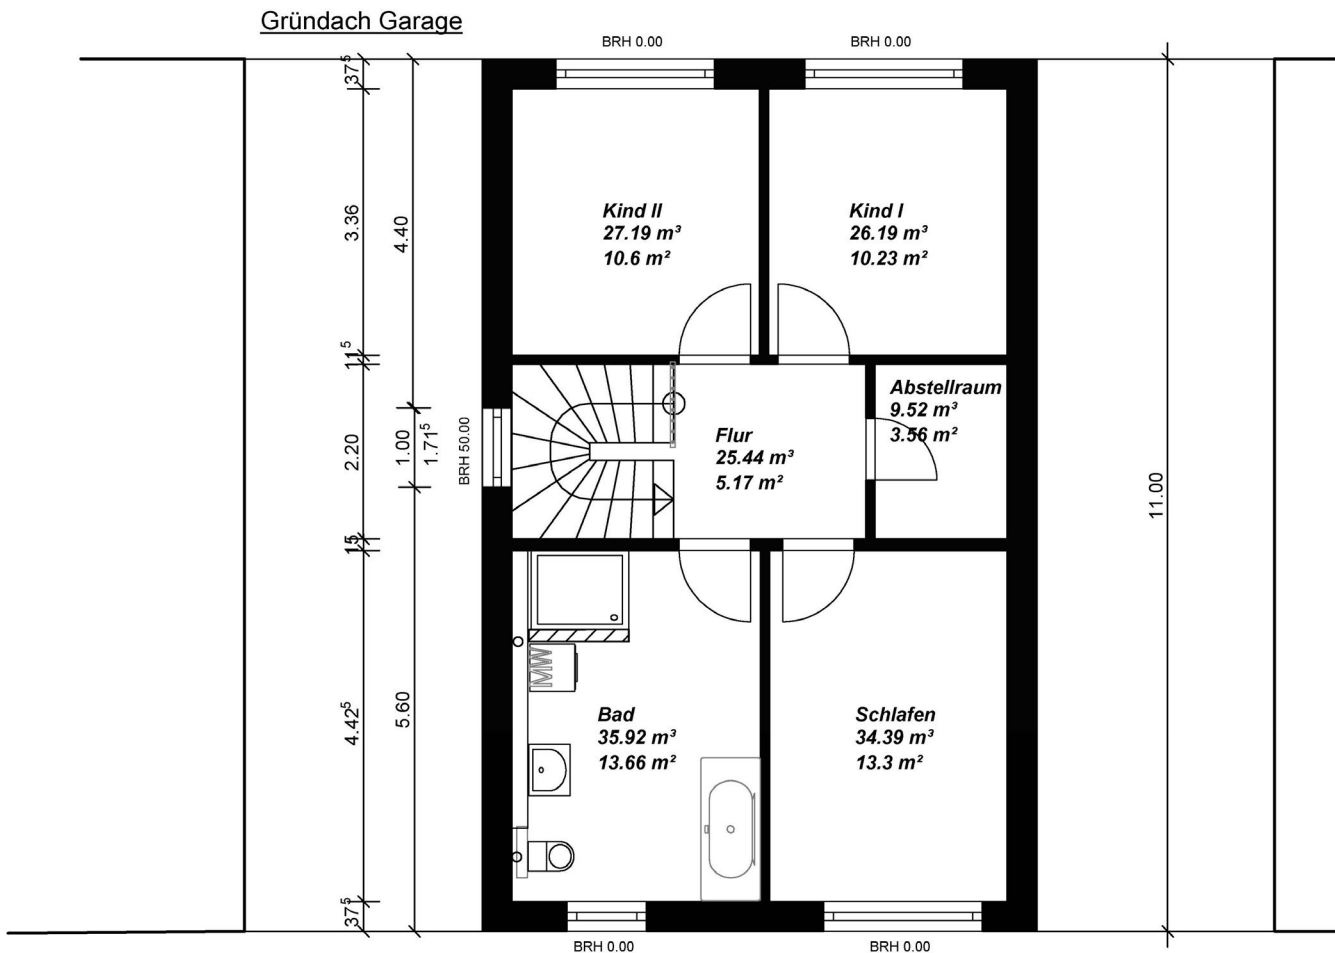 Gründach Garage
BRH 0.00
BRH 0.00
37⁵
3.36
4.40
Kind II
27.19 m³
10.6 m²
Kind I
26.19 m³
10.23 m²
1⁵
Abstellraum
9.52 m³
3.56 m²
2.20
1.00
1.71⁵
BRH 50.00
Flur
25.44 m³
5.17 m²
11.00
15
4.42⁵
5.60
MW
Bad
35.92 m³
13.66 m²
Schlafen
34.39 m³
13.3 m²
37⁵
BRH 0.00
BRH 0.00